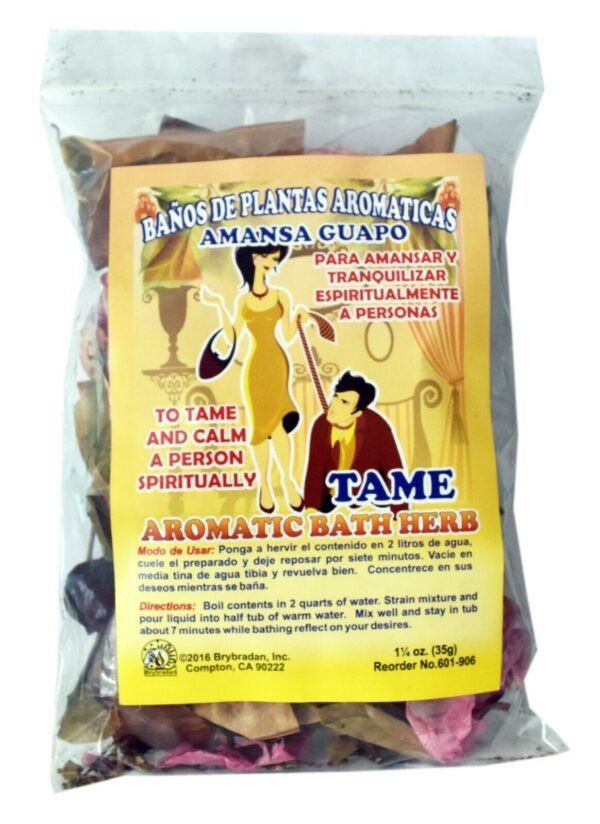 BAÑOS DE PLANTAS AROMATICAS
AMANSA GUAPO
PARA AMANSAR Y
TRANQUILIZAR
ESPIRITUALMENTE
A PERSONAS
TO TAME
AND CALM
A PERSON
SPIRITUALLY
TAME
AROMATIC BATH HERB
Modo de Usar: Ponga a hervir el contenido en 2 litros de agua,
cuele el preparado y deje reposar por siete minutos. Vacie en
media tina de agua tibia y revuelva bien. Concentrece en sus
deseos mientras se baña.
Directions: Boil contents in 2 quarts of water. Strain mixture and
pour liquid into half tub of warm water. Mix well and stay in tub
about 7 minutes while bathing reflect on your desires.
©2016 Brybradan, Inc.
Compton, CA 90222
Brybradan
1¼ oz. (35g)
Reorder No.601-906